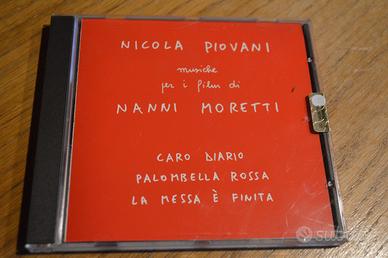 NICOLA PIOVANI
musiche
per i film di
NANNI MORETTI
CARO DIARIO
PALOMBELLA ROSSA
LA MESSA È FINITA